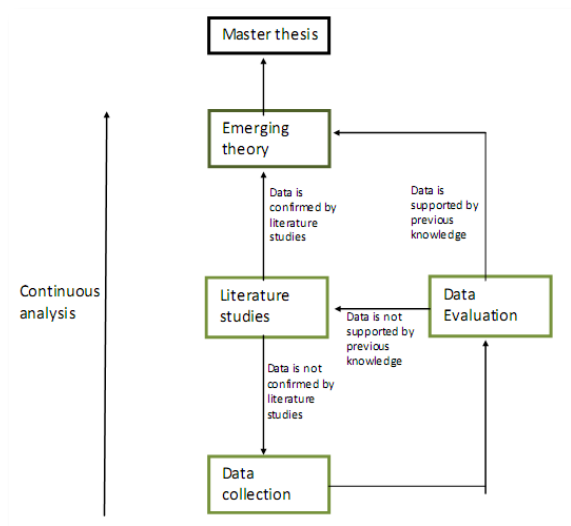 Master thesis
Emerging
theory
Data is
confirmed by
literature
studies
Data is
supported by
previous
knowledge
Continuous
analysis
Literature
studies
Data is not
supported by
previous
knowledge
Data
Evaluation
Data is not
confirmed by
literature
studies
Data
collection